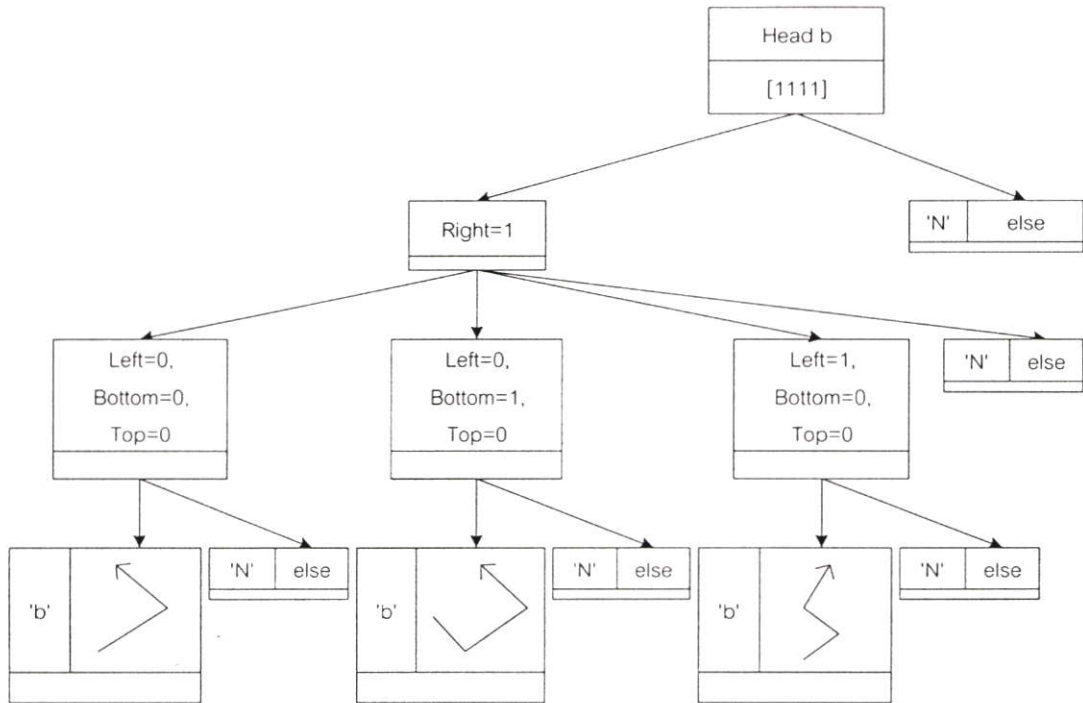 Head b
[1111]
Right=1
'N' else
Left=0,
Bottom=0,
Top=0
Left=0,
Bottom=1,
Top=0
Left=1,
Bottom=0,
Top=0
'N' else
'b'
'N' else
'b'
'N' else
'b'
'N' else